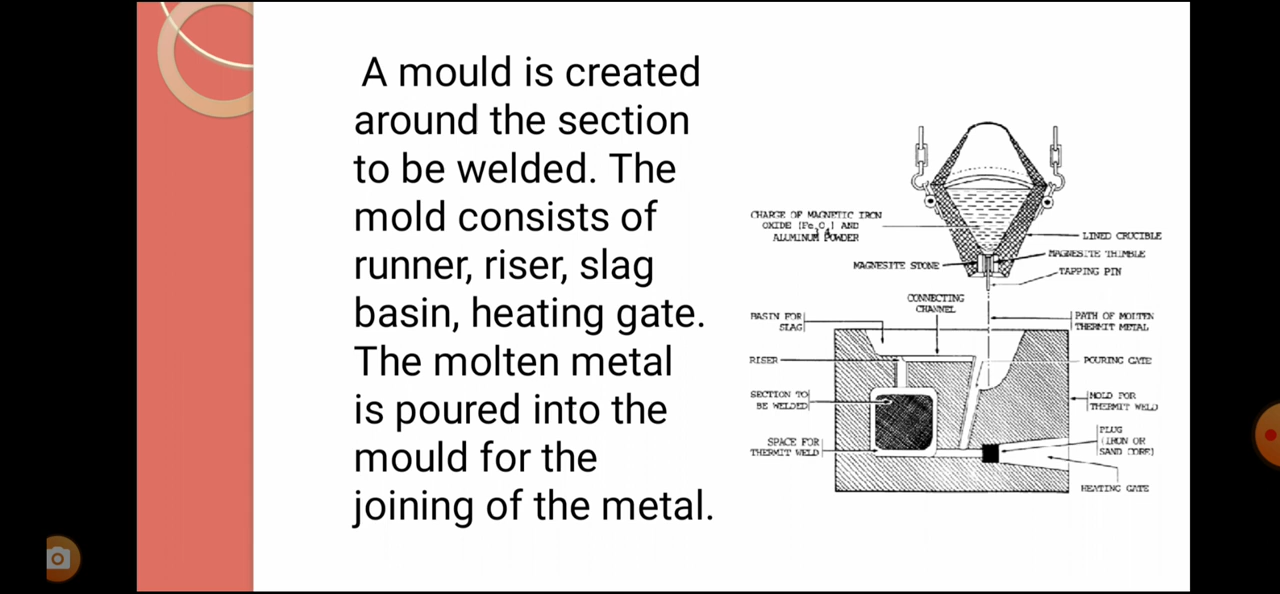 A mould is created
around the section
to be welded. The
mold consists of
runner, riser, slag
basin, heating gate.
The molten metal
is poured into the
mould for the
joining of the metal.
CHARGE OF MAGNETIC IRON
OXIDE (Fe3O4) AND
ALUMINUM POWDER
LINED CRUCIBLE
MAGNESITE STONE
MAGNESITE THIMBLE
TAPPING PIN
CONNECTING
CHANNEL
BASIN FOR
SLAG
PATH OF MOLTEN
THERMIT METAL
RISER
POURING GATE
SECTION TO
BE WELDED
MOLD FOR
THERMIT WELD
PLUG
(IRON OR
SAND CORE)
SPACE FOR
THERMIT WELD
HEATING GATE